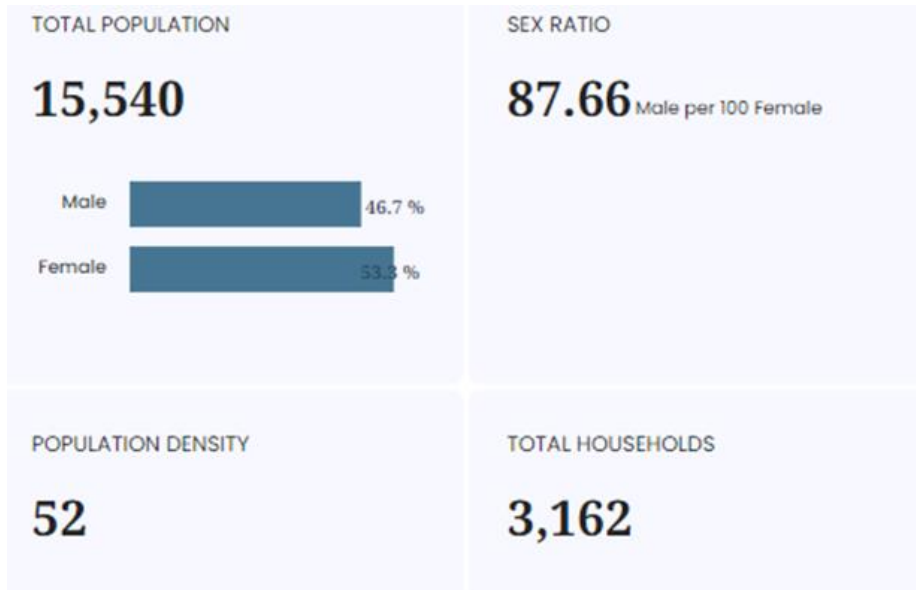 TOTAL POPULATION
15,540
Male 46.7 %
Female 53.3 %
SEX RATIO
87.66 Male per 100 Female
POPULATION DENSITY
52
TOTAL HOUSEHOLDS
3,162